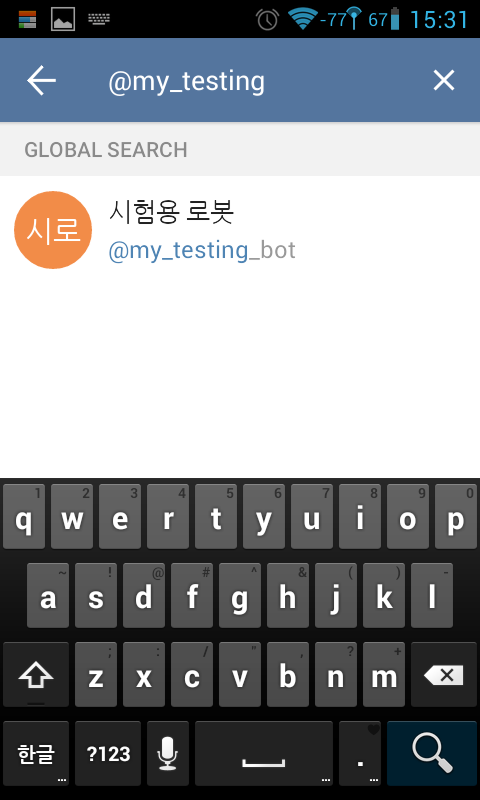 -77 67 15:31
@my_testing
GLOBAL SEARCH
시로
시험용 로봇
@my_testing_bot
1 2 3 4 5 6 7 8 9 0
q w e r t y u i o p
~ ! @ # ^ & ( ) -
a s d f g h j k l
; : / " , ? +
z x c v b n m
한글 ?123 .
... ... ...